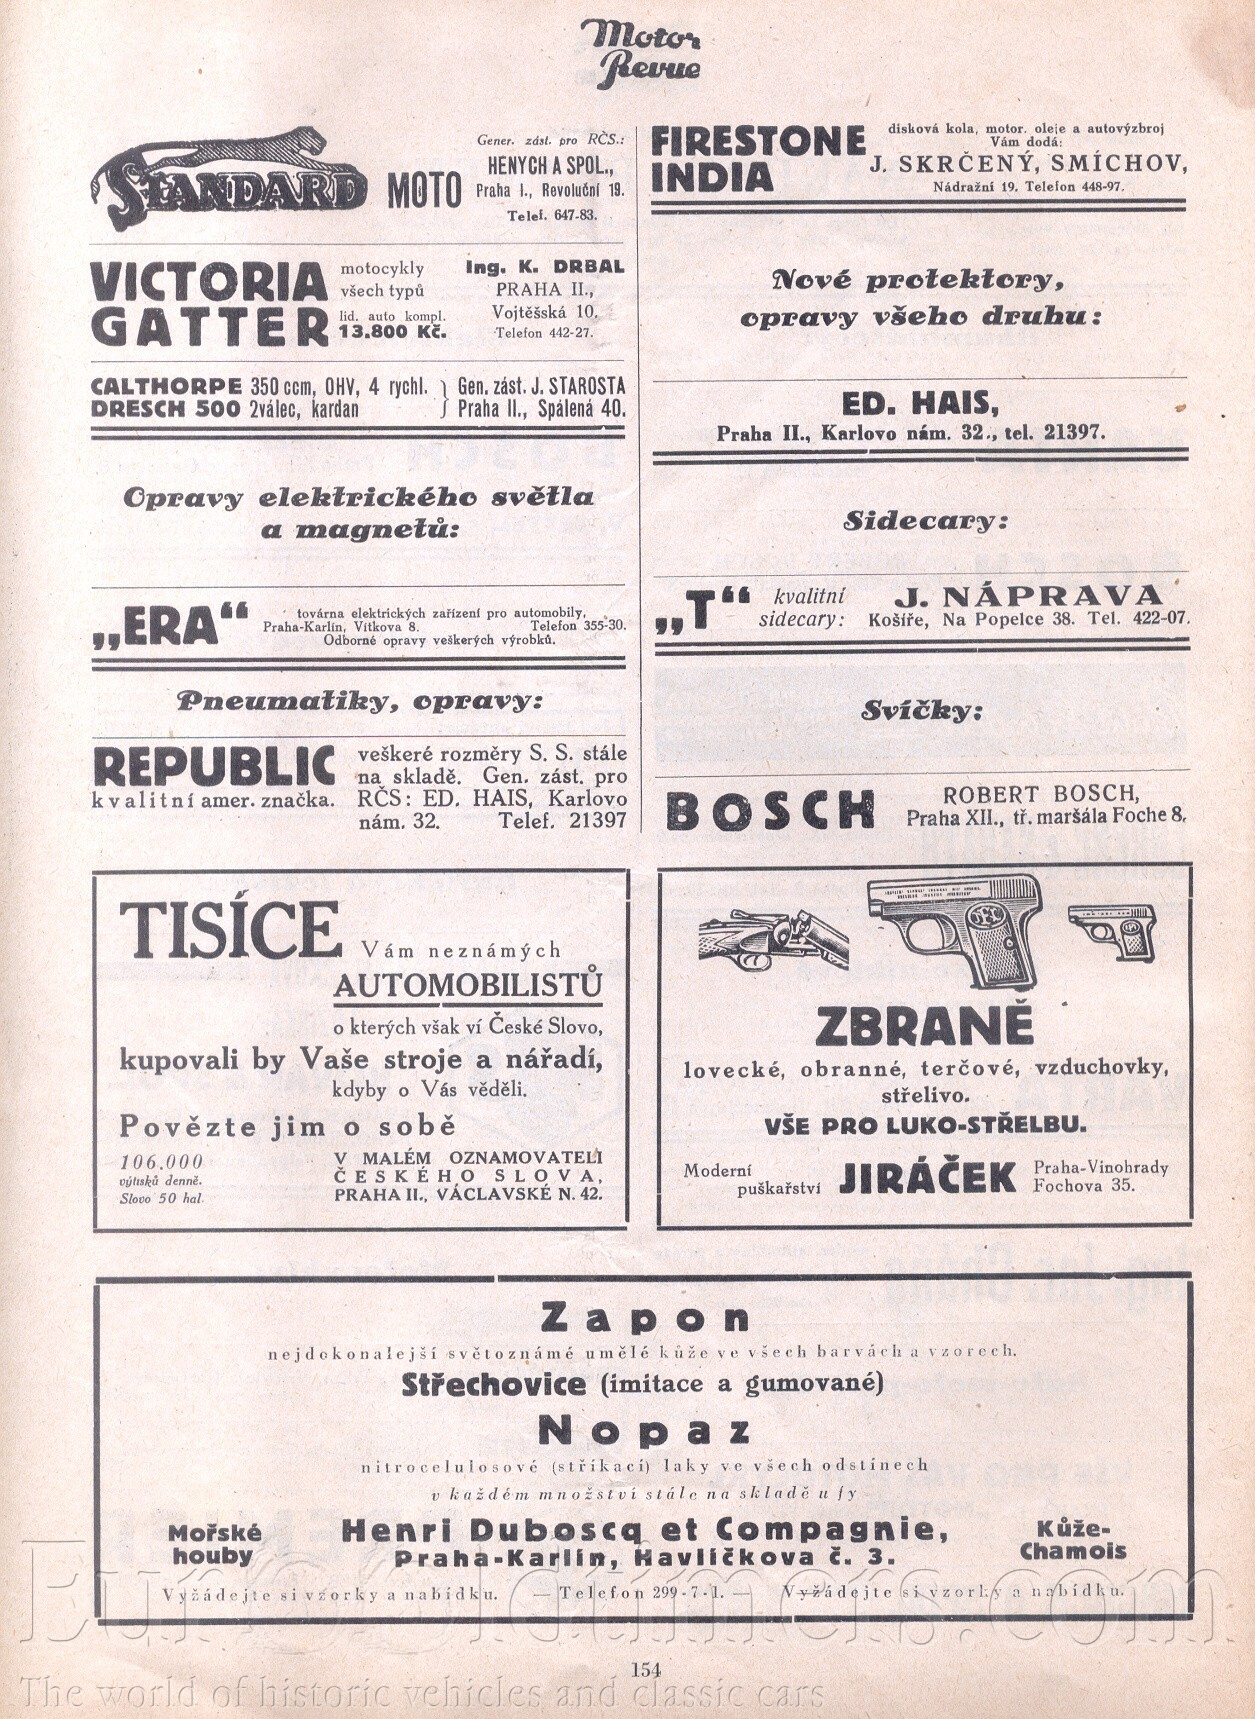 Motor
Revue
STANDARD MOTO
Gener. zást. pro RČS.:
HENYCH A SPOL.,
Praha I., Revoluční 19.
Telef. 647-83.
VICTORIA
GATTER
motocykly
všech typů
lid. auto kompl.
13.800 Kč.
Ing. K. DRBAL
PRAHA II.,
Vojtěšská 10.
Telefon 442-27.
CALTHORPE 350 ccm, OHV, 4 rychl. } Gen. zást. J. STAROSTA
DRESCH 500 2válec, kardan } Praha II., Spálená 40.
Opravy elektrického světla
a magnetů:
„ERA“
továrna elektrických zařízení pro automobily,
Praha-Karlín, Vítkova 8. Telefon 355-30.
Odborné opravy veškerých výrobků.
Pneumatiky, opravy:
REPUBLIC
kvalitní amer. značka.
veškeré rozměry S. S. stále
na skladě. Gen. zást. pro
RČS: ED. HAIS, Karlovo
nám. 32. Telef. 21397
FIRESTONE
INDIA
disková kola, motor. oleje a autovýzbroj
Vám dodá:
J. SKRČENÝ, SMÍCHOV,
Nádražní 19. Telefon 448-97.
Nové protektory,
opravy všeho druhu:
ED. HAIS,
Praha II., Karlovo nám. 32., tel. 21397.
Sidecary:
„T“
kvalitní
sidecary:
J. NÁPRAVA
Košíře, Na Popelce 38. Tel. 422-07.
Svíčky:
BOSCH
ROBERT BOSCH,
Praha XII., tř. maršála Foche 8.
TISÍCE Vám neznámých
AUTOMOBILISTŮ
o kterých však ví České Slovo,
kupovali by Vaše stroje a nářadí,
kdyby o Vás věděli.
Povězte jim o sobě
106.000
výtisků denně.
Slovo 50 hal.
V MALÉM OZNAMOVATELI
ČESKÉHO SLOVA,
PRAHA II., VÁCLAVSKÉ N. 42.
ZBRANĚ
lovecké, obranné, terčové, vzduchovky,
střelivo.
VŠE PRO LUKO-STŘELBU.
Moderní
puškařství
JIRÁČEK
Praha-Vinohrady
Fochova 35.
Zapon
nejdokonalejší světoznámé umělé kůže ve všech barvách a vzorech.
Střechovice (imitace a gumované)
Nopaz
nitrocelulosové (stříkací) laky ve všech odstínech
v každém množství stále na skladě u fy
Mořské
houby
Henri Duboscq et Compagnie,
Praha-Karlín, Havlíčkova č. 3.
Kůže-
Chamois
Vyžádejte si vzorky a nabídku. — Telefon 299-7-1. — Vyžádejte si vzorky a nabídku.
154
The world of historic vehicles and classic cars